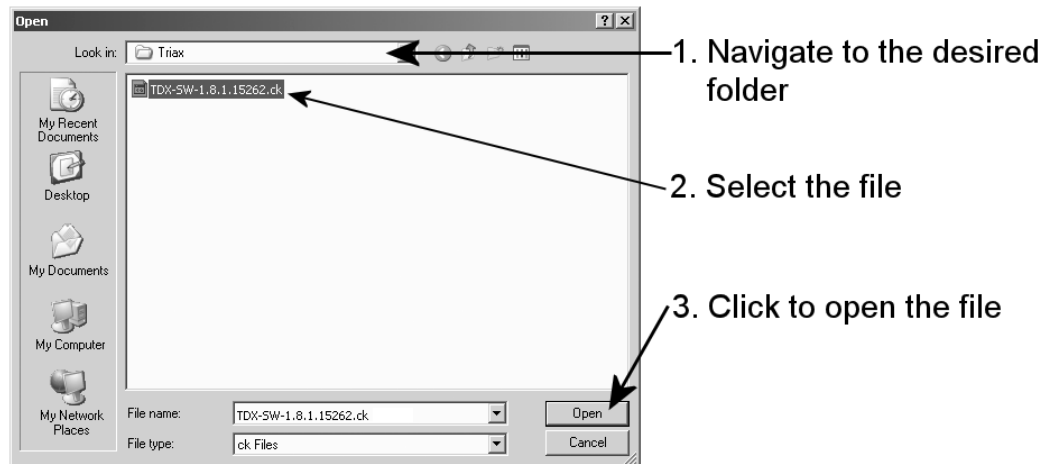 Open
Look in:
Triax
1. Navigate to the desired
folder
TDX-SW-1.8.1.15262.ck
My Recent
Documents
Desktop
2. Select the file
My Documents
My Computer
3. Click to open the file
My Network
Places
File name:
TDX-SW-1.8.1.15262.ck
Open
File type:
ck Files
Cancel